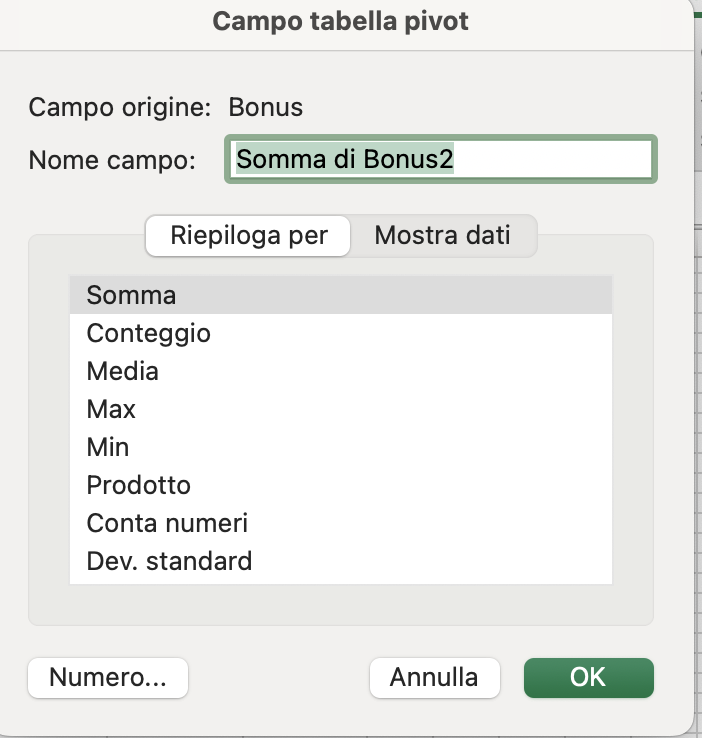 Campo tabella pivot
Campo origine: Bonus
Nome campo: Somma di Bonus2
Riepiloga per Mostra dati
Somma
Conteggio
Media
Max
Min
Prodotto
Conta numeri
Dev. standard
Numero... Annulla OK